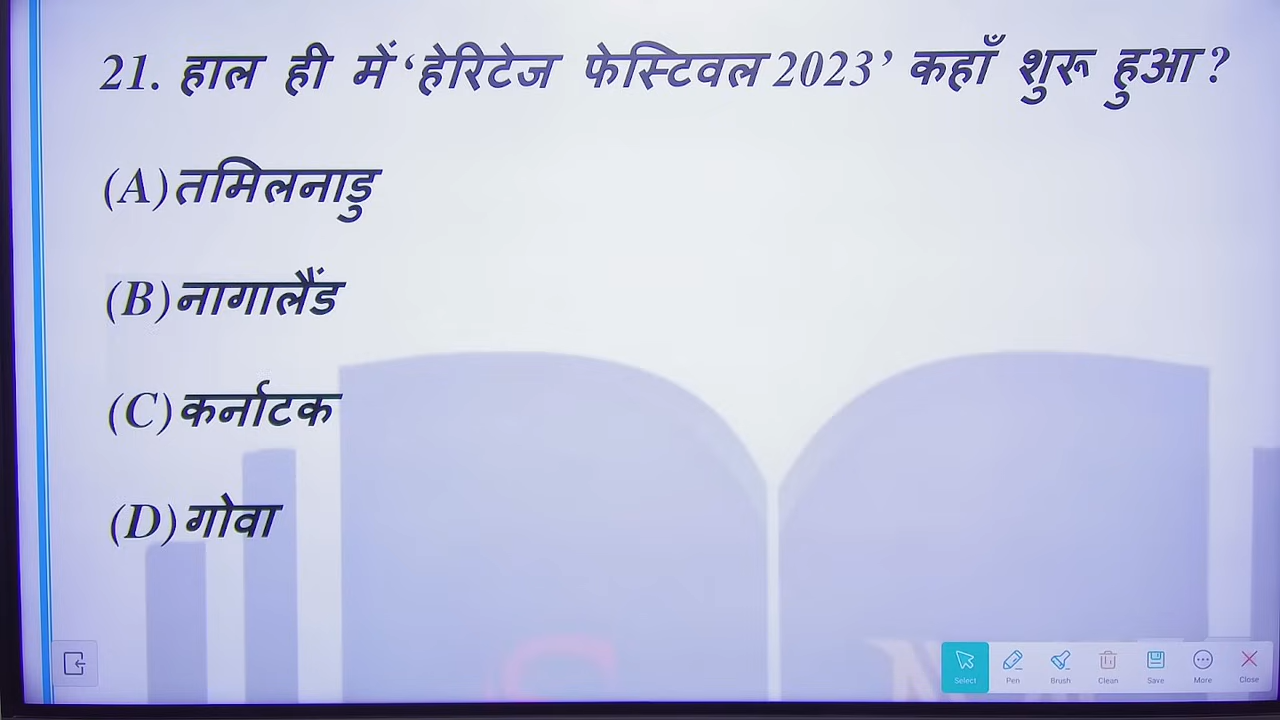 21. हाल ही में ‘हेरिटेज फेस्टिवल 2023’ कहाँ शुरू हुआ?
(A) तमिलनाडु
(B) नागालैंड
(C) कर्नाटक
(D) गोवा
Select Pen Brush Clean Save More Close